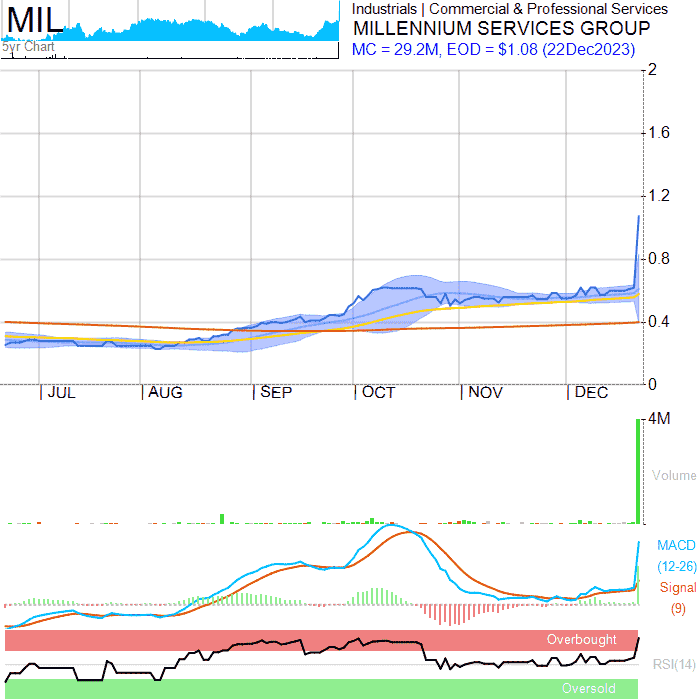 MIL
5yr Chart
Industrials | Commercial & Professional Services
MILLENNIUM SERVICES GROUP
MC = 29.2M, EOD = $1.08 (22Dec2023)
2
1.6
1.2
0.8
0.4
0
JUL
AUG
SEP
OCT
NOV
DEC
4M
Volume
MACD
(12-26)
Signal
(9)
Overbought
RSI(14)
Oversold